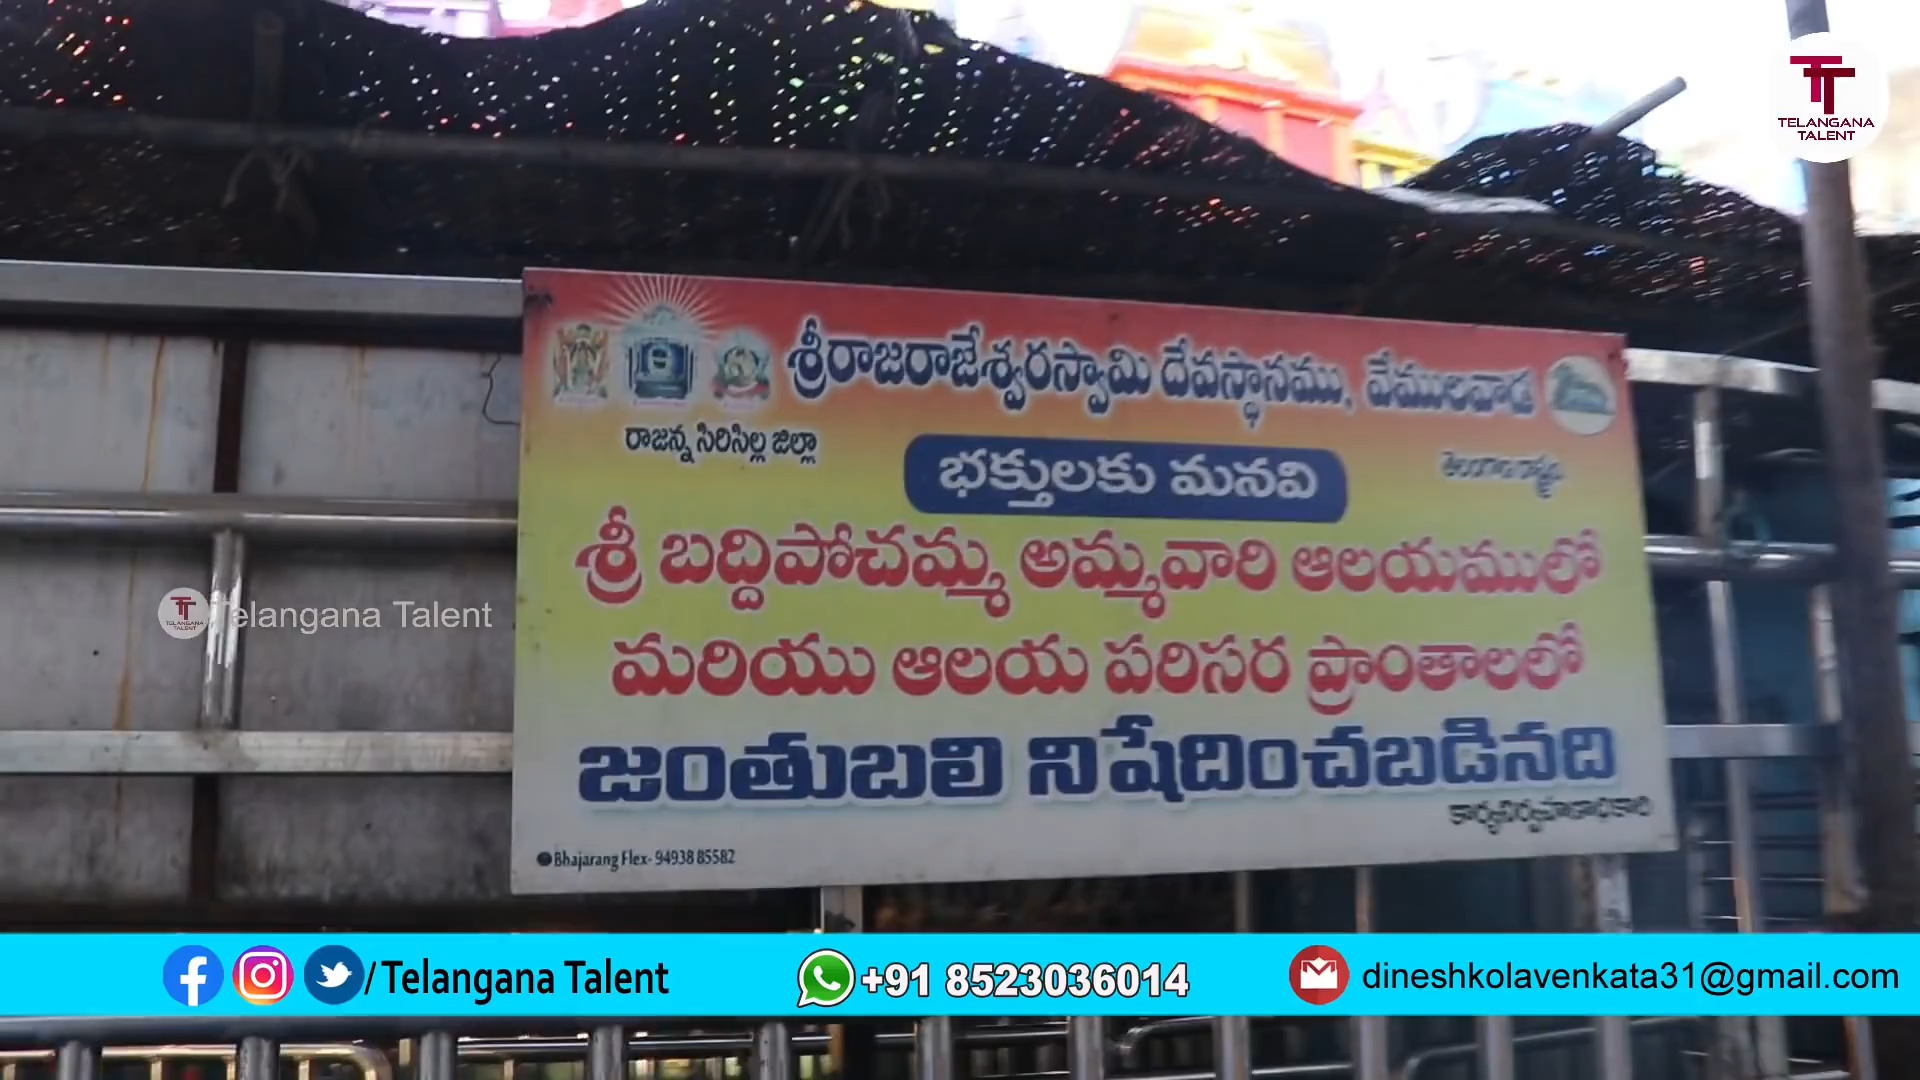 TELANGANA
TALENT
శ్రీరాజరాజేశ్వరస్వామి దేవస్థానము, వేములవాడ
రాజన్న సిరిసిల్ల జిల్లా
తెలంగాణ రాష్ట్రం
భక్తులకు మనవి
శ్రీ బద్దిపోచమ్మ అమ్మవారి ఆలయములో
మరియు ఆలయ పరిసర ప్రాంతాలలో
జంతుబలి నిషేదించబడినది
కార్యనిర్వహణాధికారి
Bhajarang Flex- 94938 85582
Telangana Talent
/Telangana Talent
+91 8523036014
dineshkolavenkata31@gmail.com